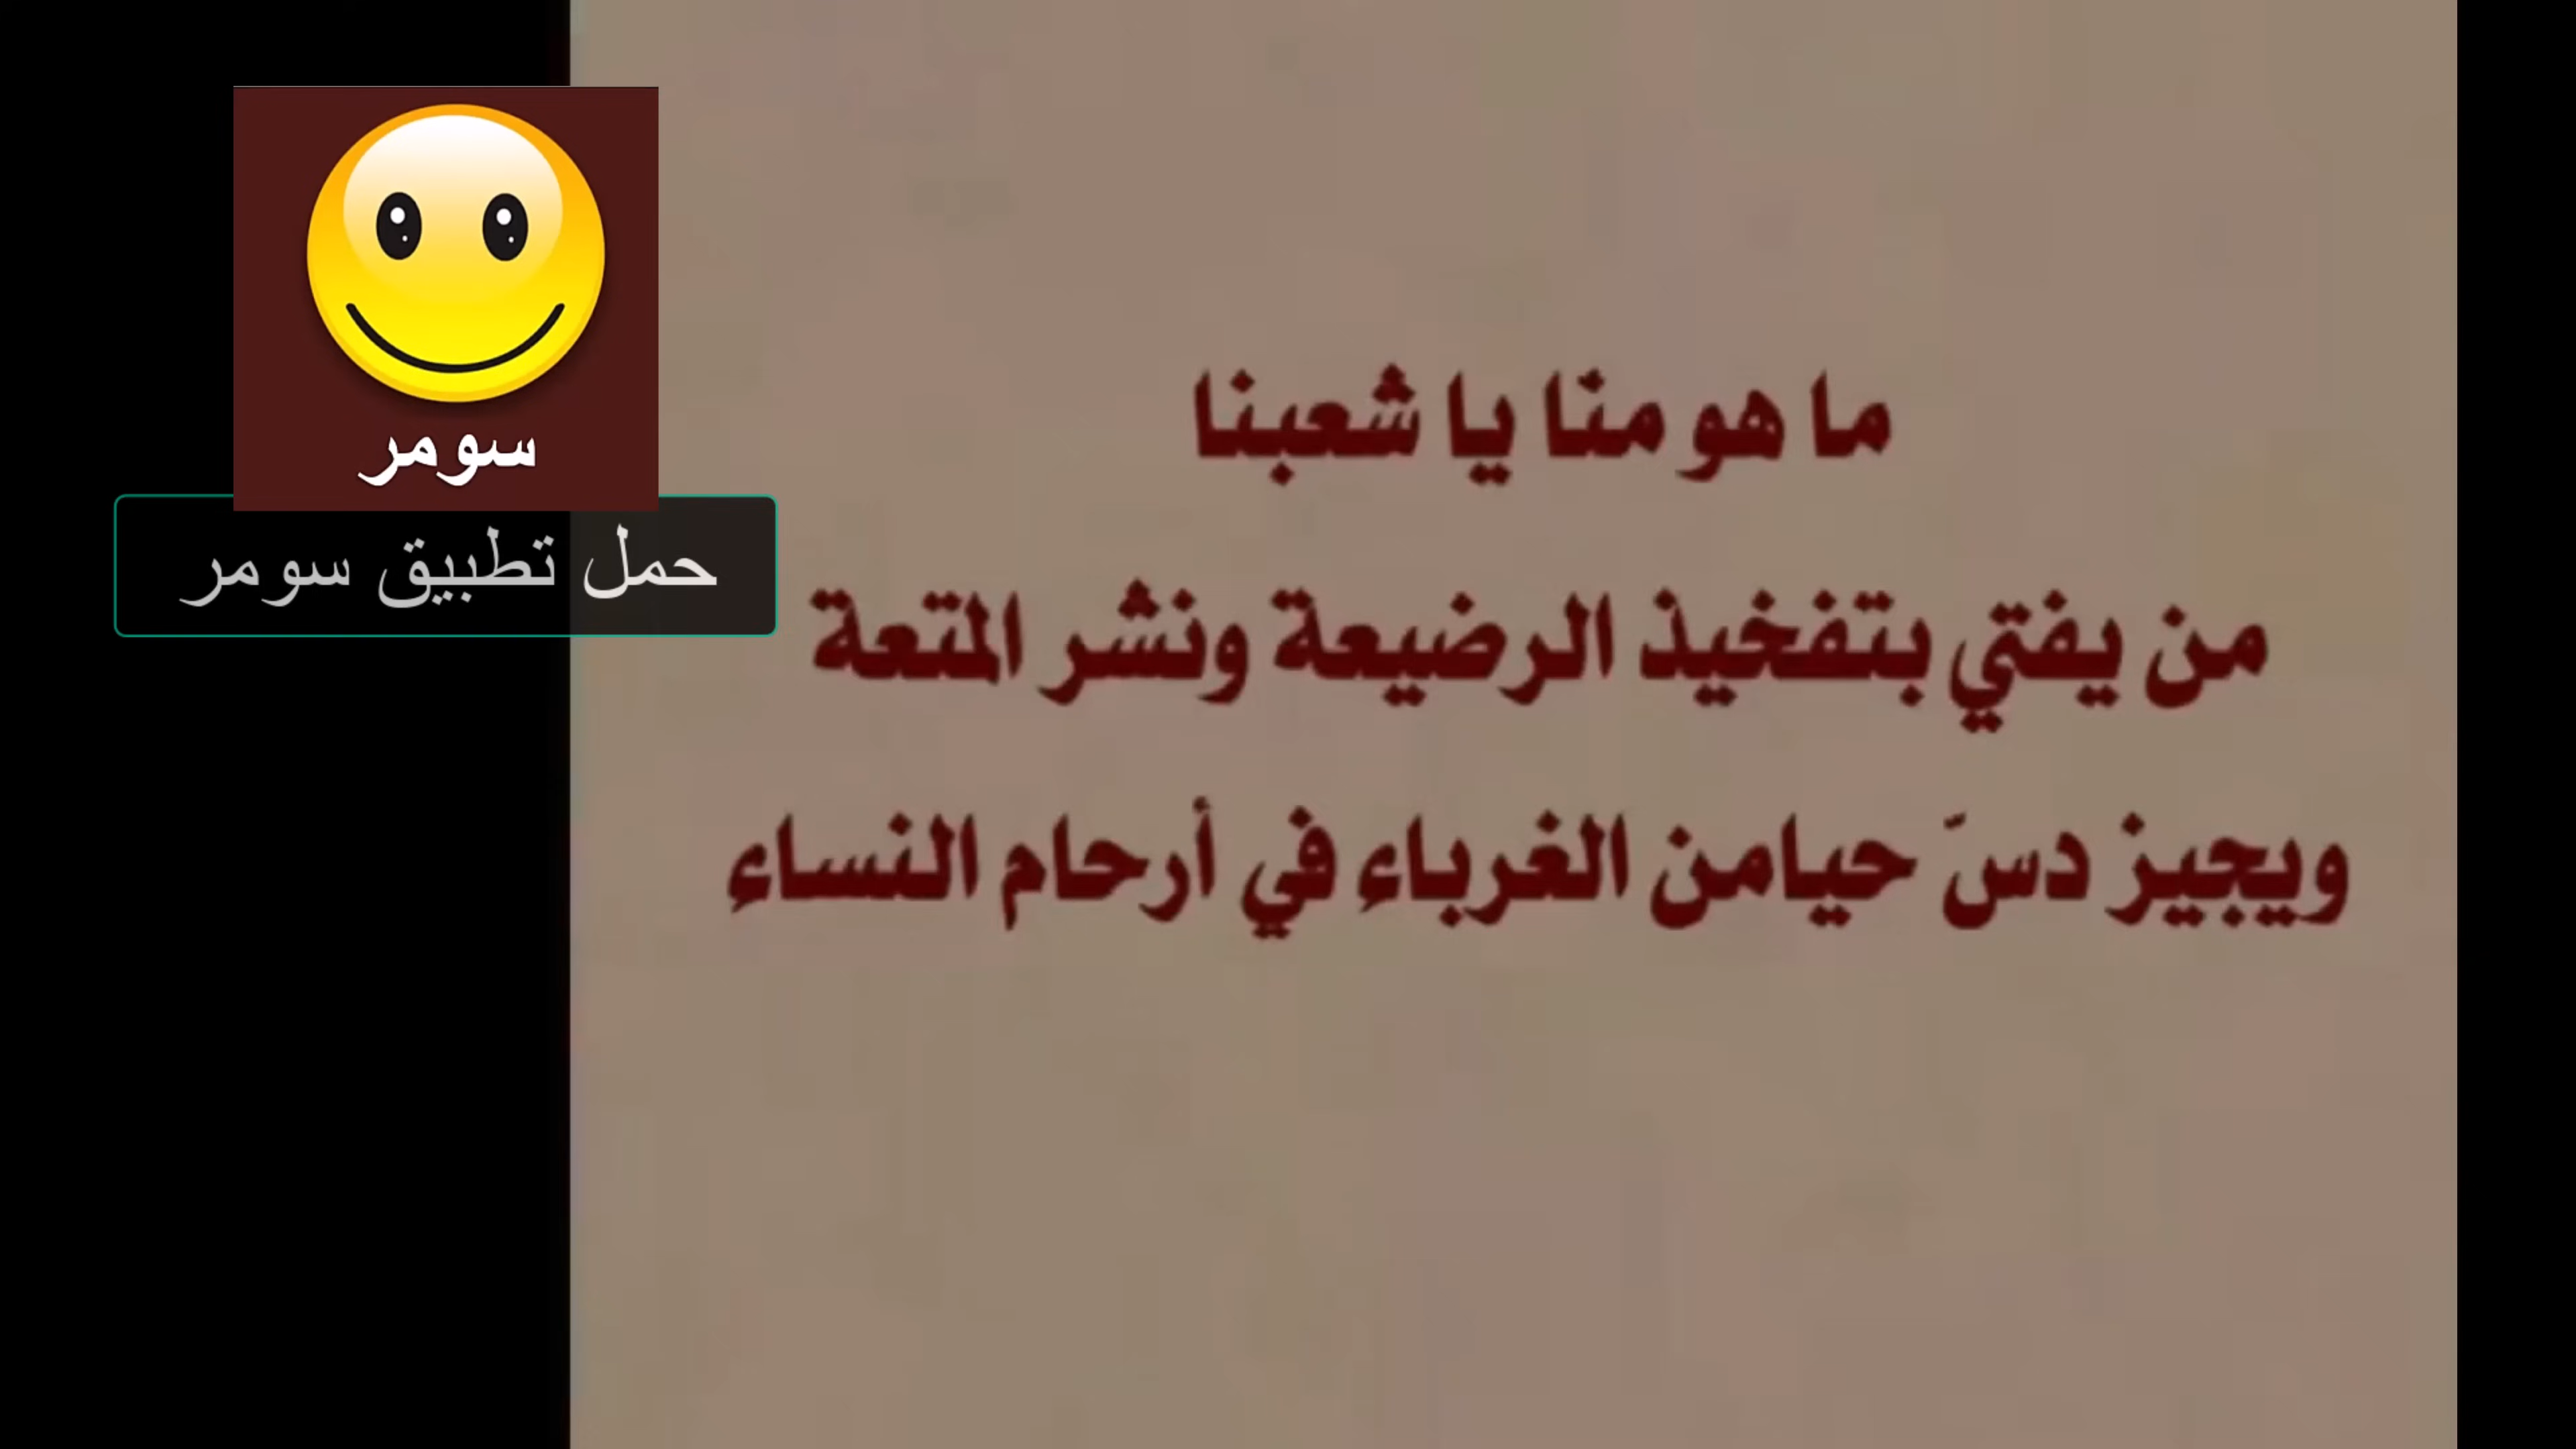 سومر
حمل تطبيق سومر
ما هو منا يا شعبنا
من يفتي بتفخيذ الرضيعة ونشر المتعة
ويجيز دسّ حيامن الغرباء في أرحام النساء